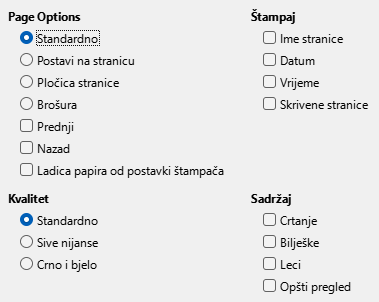 Page Options
Standardno
Postavi na stranicu
Pločica stranice
Brošura
Prednji
Nazad
Ladica papira od postavki štampača
Štampaj
Ime stranice
Datum
Vrijeme
Skrivene stranice
Kvalitet
Standardno
Sive nijanse
Crno i bjelo
Sadržaj
Crtanje
Bilješke
Leci
Opšti pregled